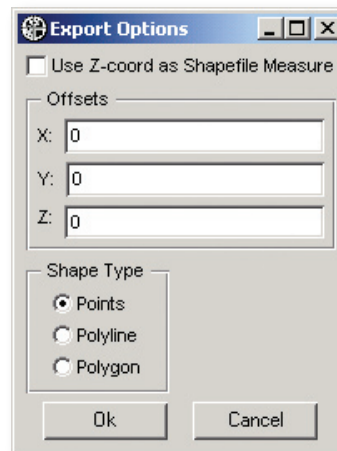 Export Options
Use Z-coord as Shapefile Measure
Offsets
X: 0
Y: 0
Z: 0
Shape Type
Points
Polyline
Polygon
Ok Cancel